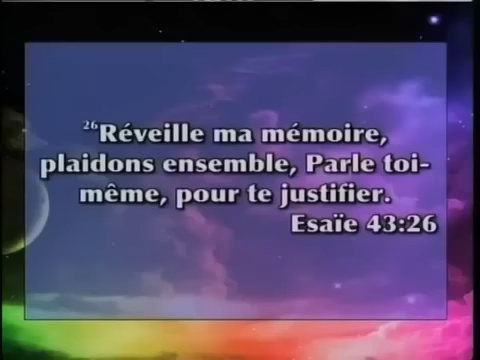 26Réveille ma mémoire,
plaidons ensemble, Parle toi-
même, pour te justifier.
Esaïe 43:26